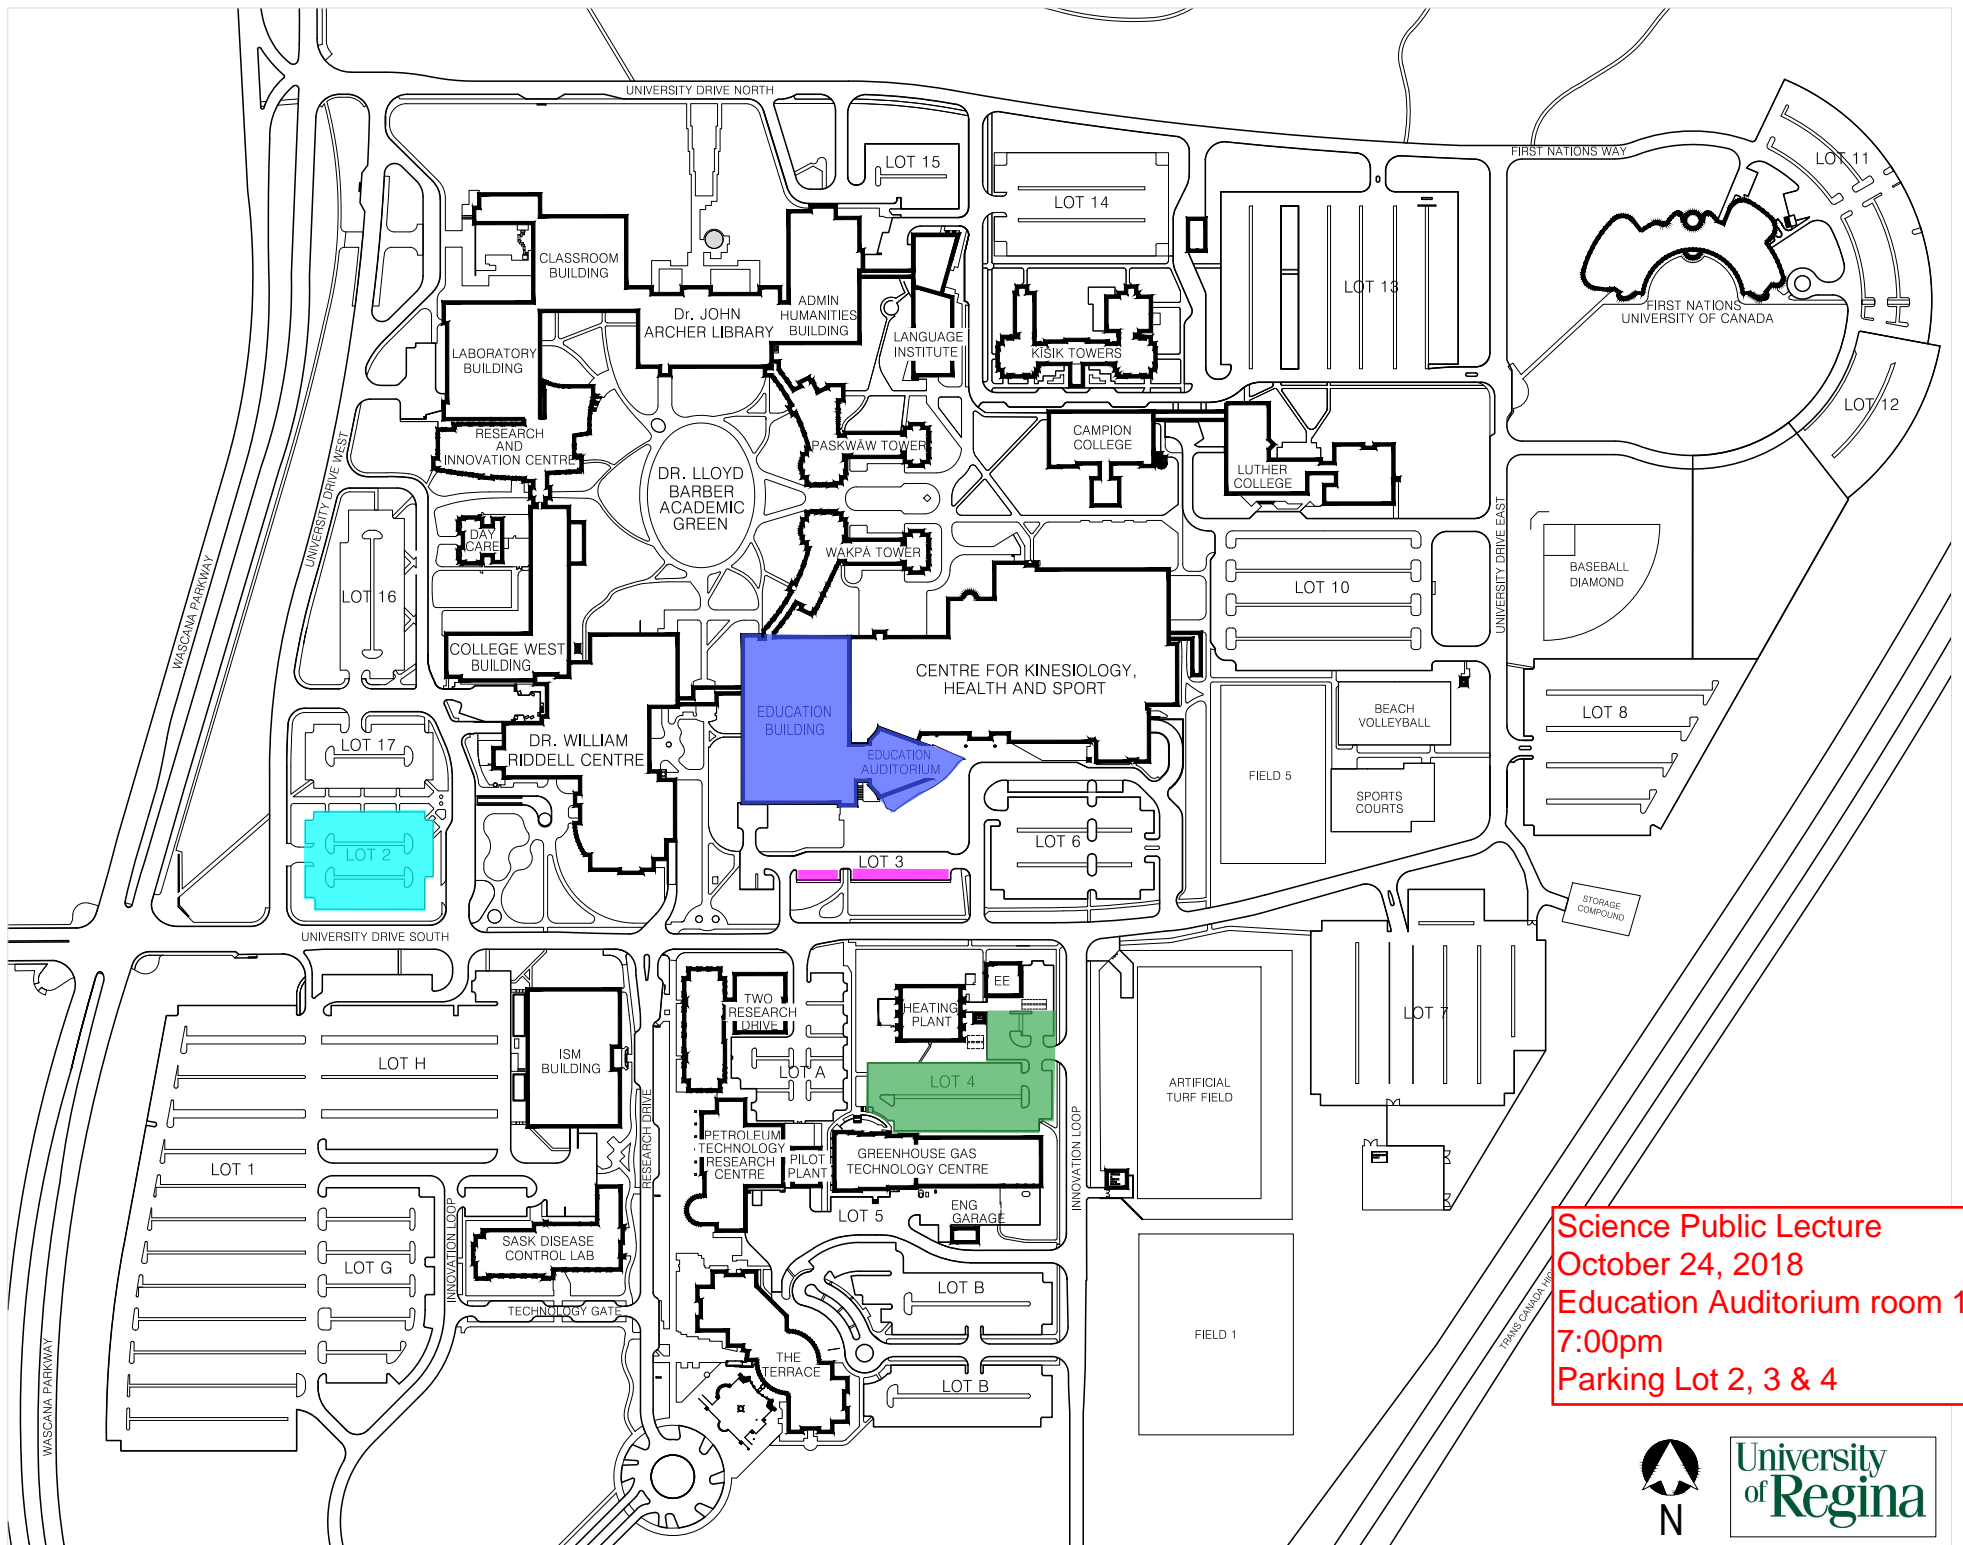 UNIVERSITY DRIVE NORTH
FIRST NATIONS WAY
LOT 11
LOT 15
LOT 14
CLASSROOM
BUILDING
LOT 13
ADMIN
HUMANITIES
BUILDING
Dr. JOHN
ARCHER LIBRARY
FIRST NATIONS
UNIVERSITY OF CANADA
LANGUAGE
INSTITUTE
KĪSIK TOWERS
LABORATORY
BUILDING
LOT 12
RESEARCH
AND
INNOVATION CENTRE
PASKWĀW TOWER
CAMPION
COLLEGE
LUTHER
COLLEGE
DR. LLOYD
BARBER
ACADEMIC
GREEN
UNIVERSITY DRIVE WEST
UNIVERSITY DRIVE EAST
DAY
CARE
WAKPĀ TOWER
BASEBALL
DIAMOND
WASCANA PARKWAY
LOT 16
LOT 10
COLLEGE WEST
BUILDING
CENTRE FOR KINESIOLOGY,
HEALTH AND SPORT
EDUCATION
BUILDING
BEACH
VOLLEYBALL
LOT 8
LOT 17
DR. WILLIAM
RIDDELL CENTRE
EDUCATION
AUDITORIUM
FIELD 5
SPORTS
COURTS
LOT 2
LOT 6
LOT 3
STORAGE
COMPOUND
UNIVERSITY DRIVE SOUTH
EE
TWO
RESEARCH
DRIVE
HEATING
PLANT
LOT 7
LOT H
ISM
BUILDING
LOT A
LOT 4
ARTIFICIAL
TURF FIELD
RESEARCH DRIVE
INNOVATION LOOP
PETROLEUM
TECHNOLOGY
RESEARCH
CENTRE
PILOT
PLANT
GREENHOUSE GAS
TECHNOLOGY CENTRE
LOT 1
LOT 5
ENG
GARAGE
SASK DISEASE
CONTROL LAB
INNOVATION LOOP
LOT G
LOT B
TECHNOLOGY GATE
FIELD 1
TRANS CANADA HIG
THE
TERRACE
LOT B
WASCANA PARKWAY
Science Public Lecture
October 24, 2018
Education Auditorium room 1
7:00pm
Parking Lot 2, 3 & 4
N
University
of Regina